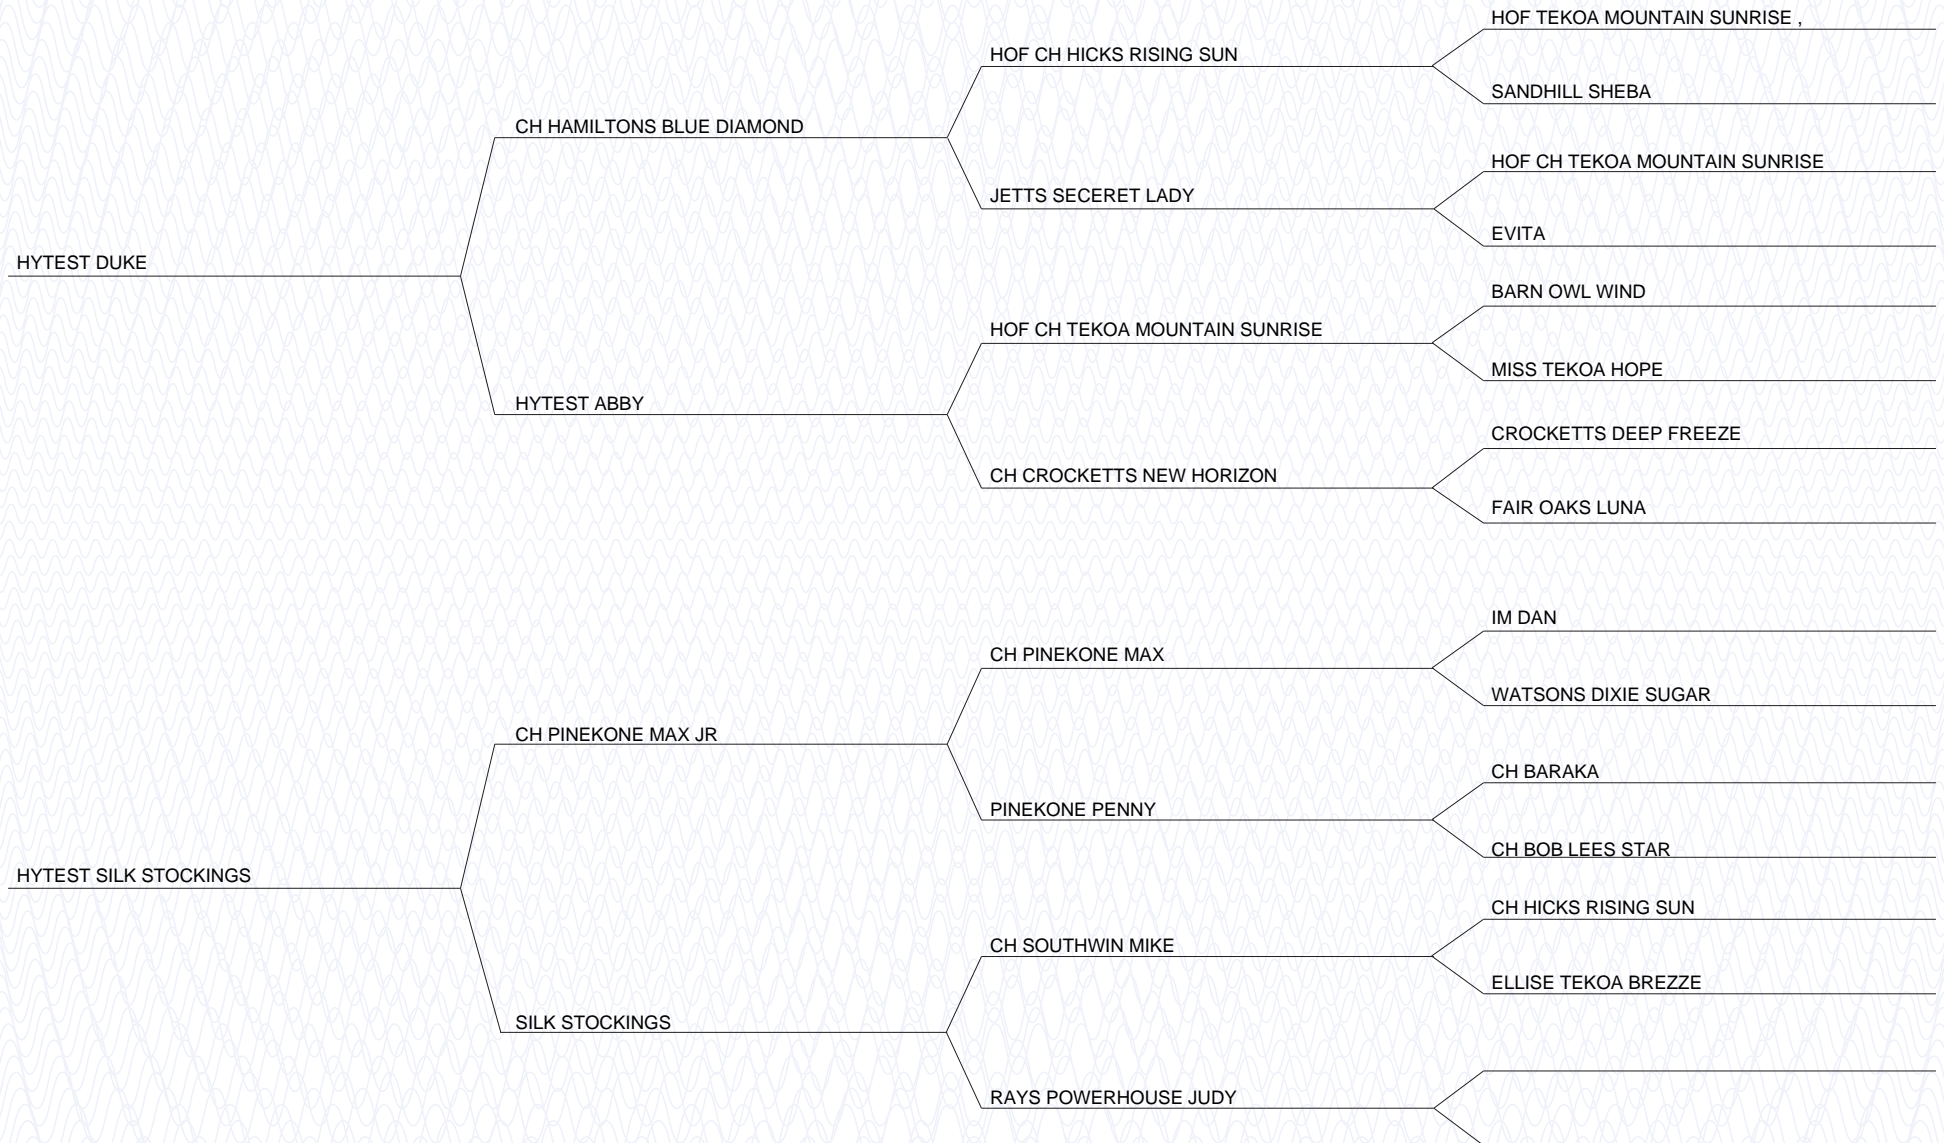 HOF TEKOA MOUNTAIN SUNRISE ,
HOF CH HICKS RISING SUN
SANDHILL SHEBA
CH HAMILTONS BLUE DIAMOND
HOF CH TEKOA MOUNTAIN SUNRISE
JETTS SECERET LADY
EVITA
HYTEST DUKE
BARN OWL WIND
HOF CH TEKOA MOUNTAIN SUNRISE
MISS TEKOA HOPE
HYTEST ABBY
CROCKETTS DEEP FREEZE
CH CROCKETTS NEW HORIZON
FAIR OAKS LUNA
IM DAN
CH PINEKONE MAX
WATSONS DIXIE SUGAR
CH PINEKONE MAX JR
CH BARAKA
PINEKONE PENNY
CH BOB LEES STAR
HYTEST SILK STOCKINGS
CH HICKS RISING SUN
CH SOUTHWIN MIKE
ELLISE TEKOA BREZZE
SILK STOCKINGS
RAYS POWERHOUSE JUDY